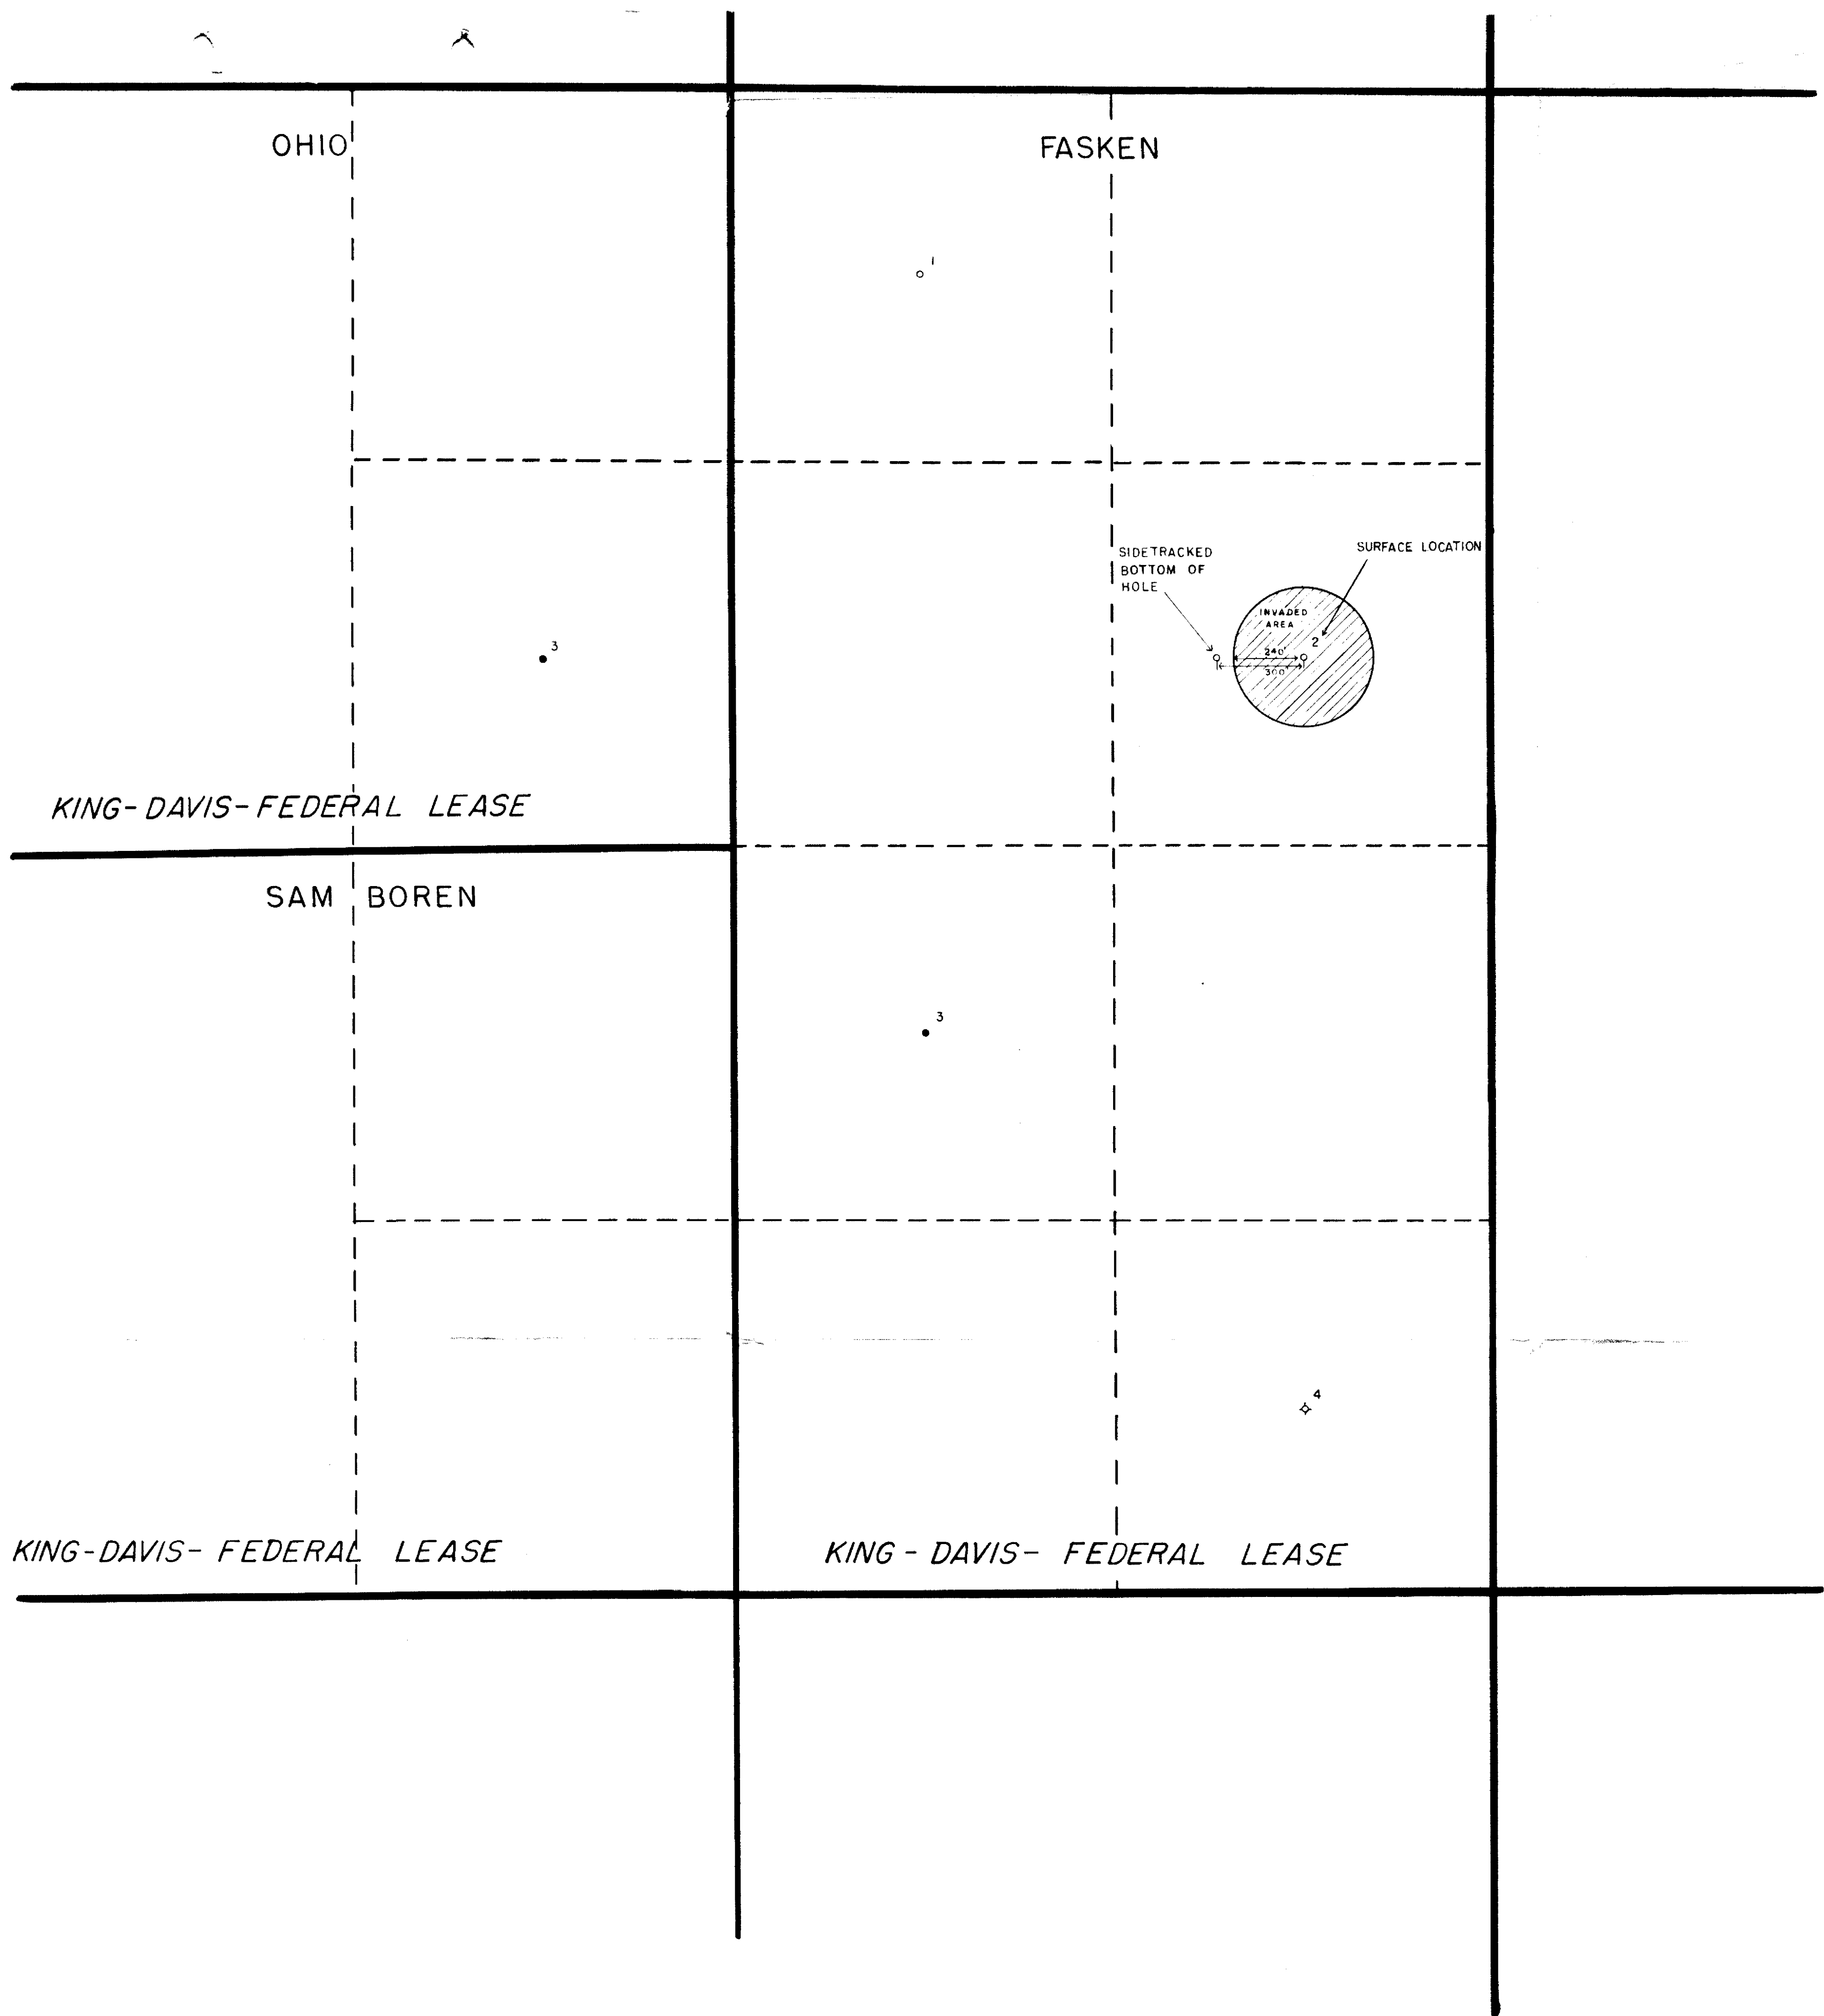 OHIO
FASKEN
1
SIDETRACKED
BOTTOM OF
HOLE
SURFACE LOCATION
INVADED
AREA
2
240'
300'
3
KING-DAVIS-FEDERAL LEASE
SAM BOREN
3
4
KING-DAVIS-FEDERAL LEASE
KING-DAVIS-FEDERAL LEASE